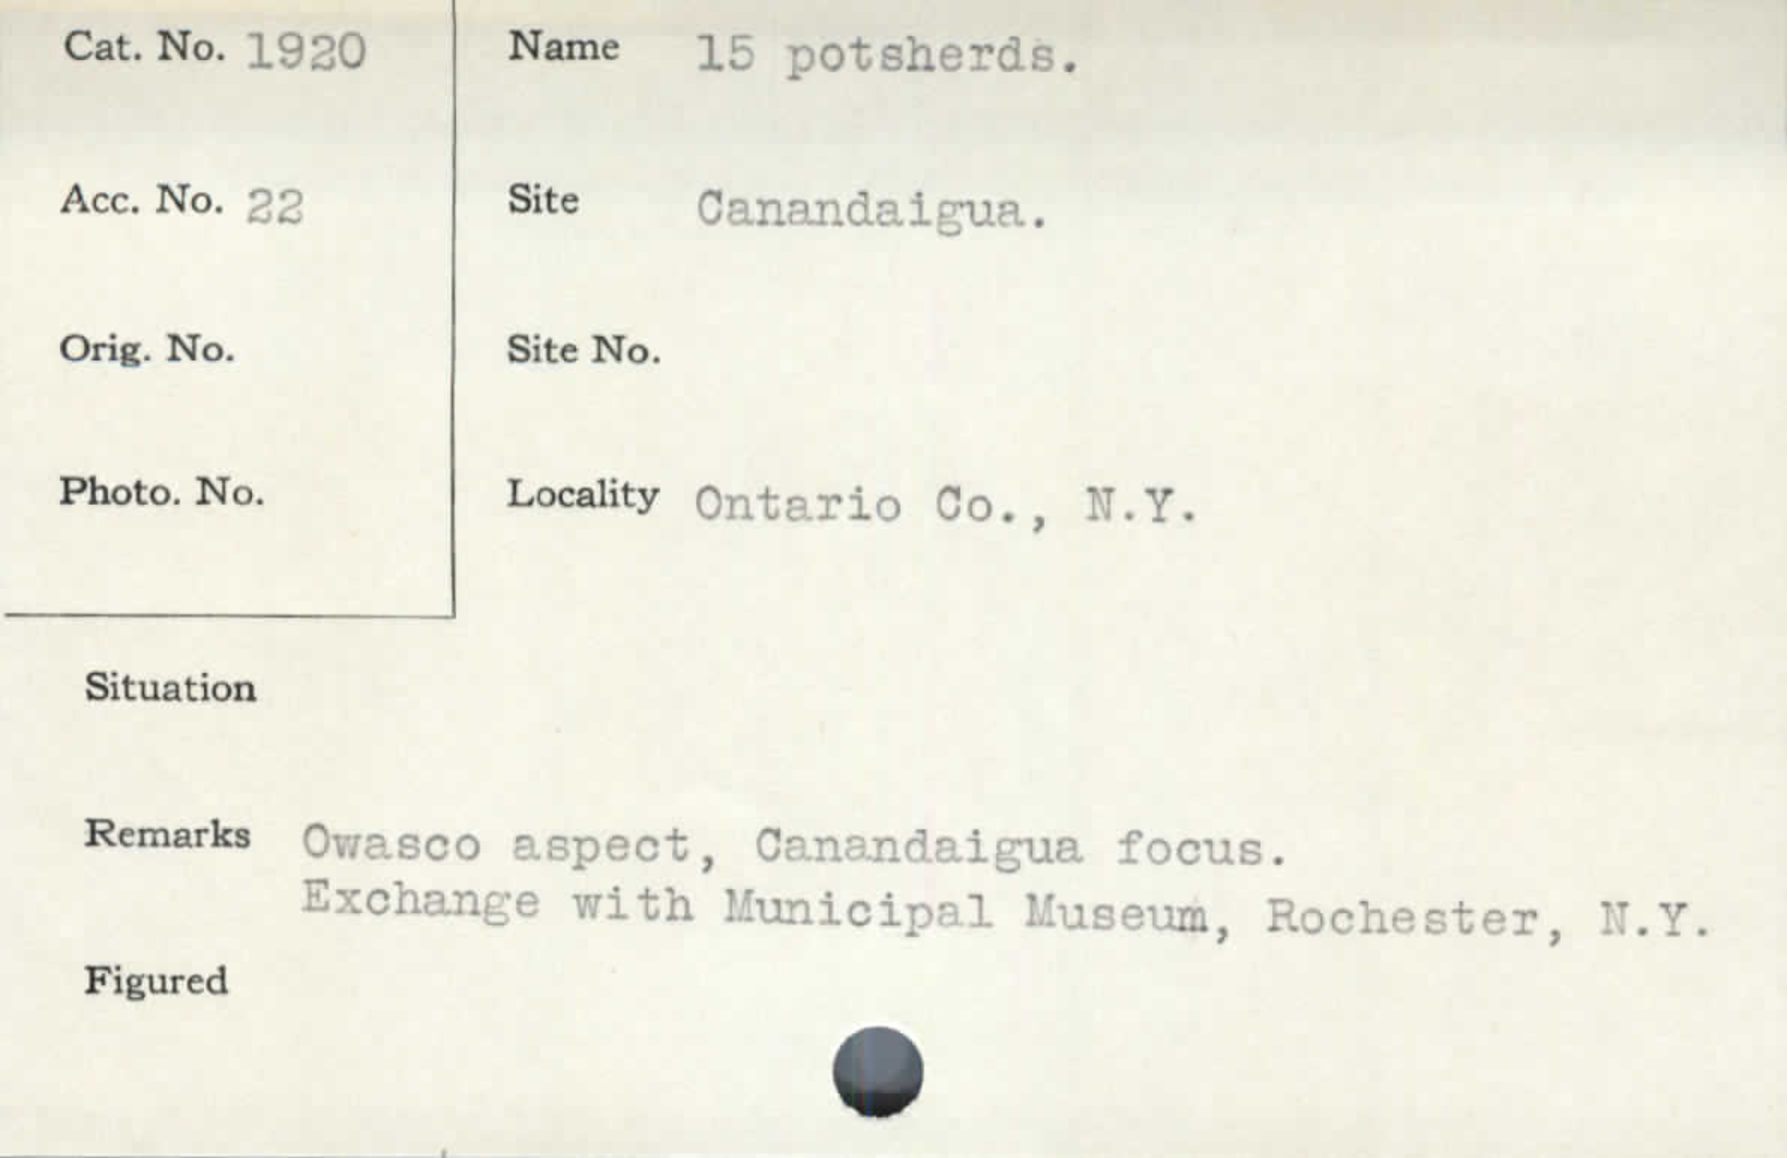 Cat. No. 1920
Name 15 potsherds.
Acc. No. 22
Site Canandaigua.
Orig. No.
Site No.
Photo. No.
Locality Ontario Co., N.Y.
Situation
Remarks Owasco aspect, Canandaigua focus.
Exchange with Municipal Museum, Rochester, N.Y.
Figured